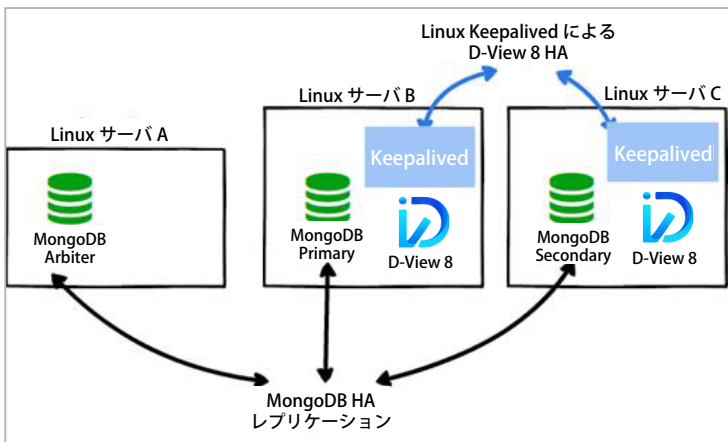 Linux Keepalived による
D-View 8 HA
Linux サーバ A
Linux サーバ B
Linux サーバ C
Keepalived
Keepalived
MongoDB
Arbiter
MongoDB
Primary
D-View 8
MongoDB
Secondary
D-View 8
MongoDB HA
レプリケーション